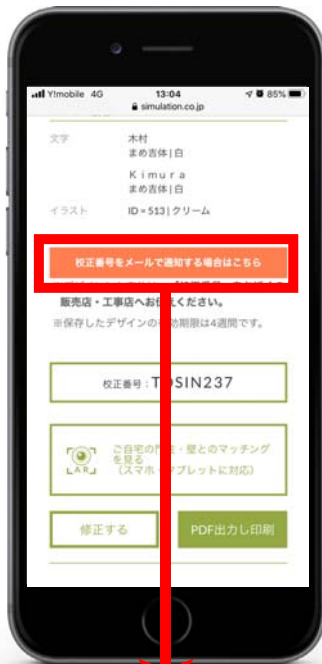 Y!mobile 4G 13:04 85%
simulation.co.jp
文字 木村
まめ吉体|白
Kimura
まめ吉体|白
イラスト ID=513|クリーム
校正番号をメールで通知する場合はこちら
販売店・工事店へお伝えください。
※保存したデザインの有効期限は4週間です。
校正番号:TOSIN237
ご自宅の門柱・壁とのマッチング
を見る
AR
(スマホ・タブレットに対応)
修正する PDF出力し印刷